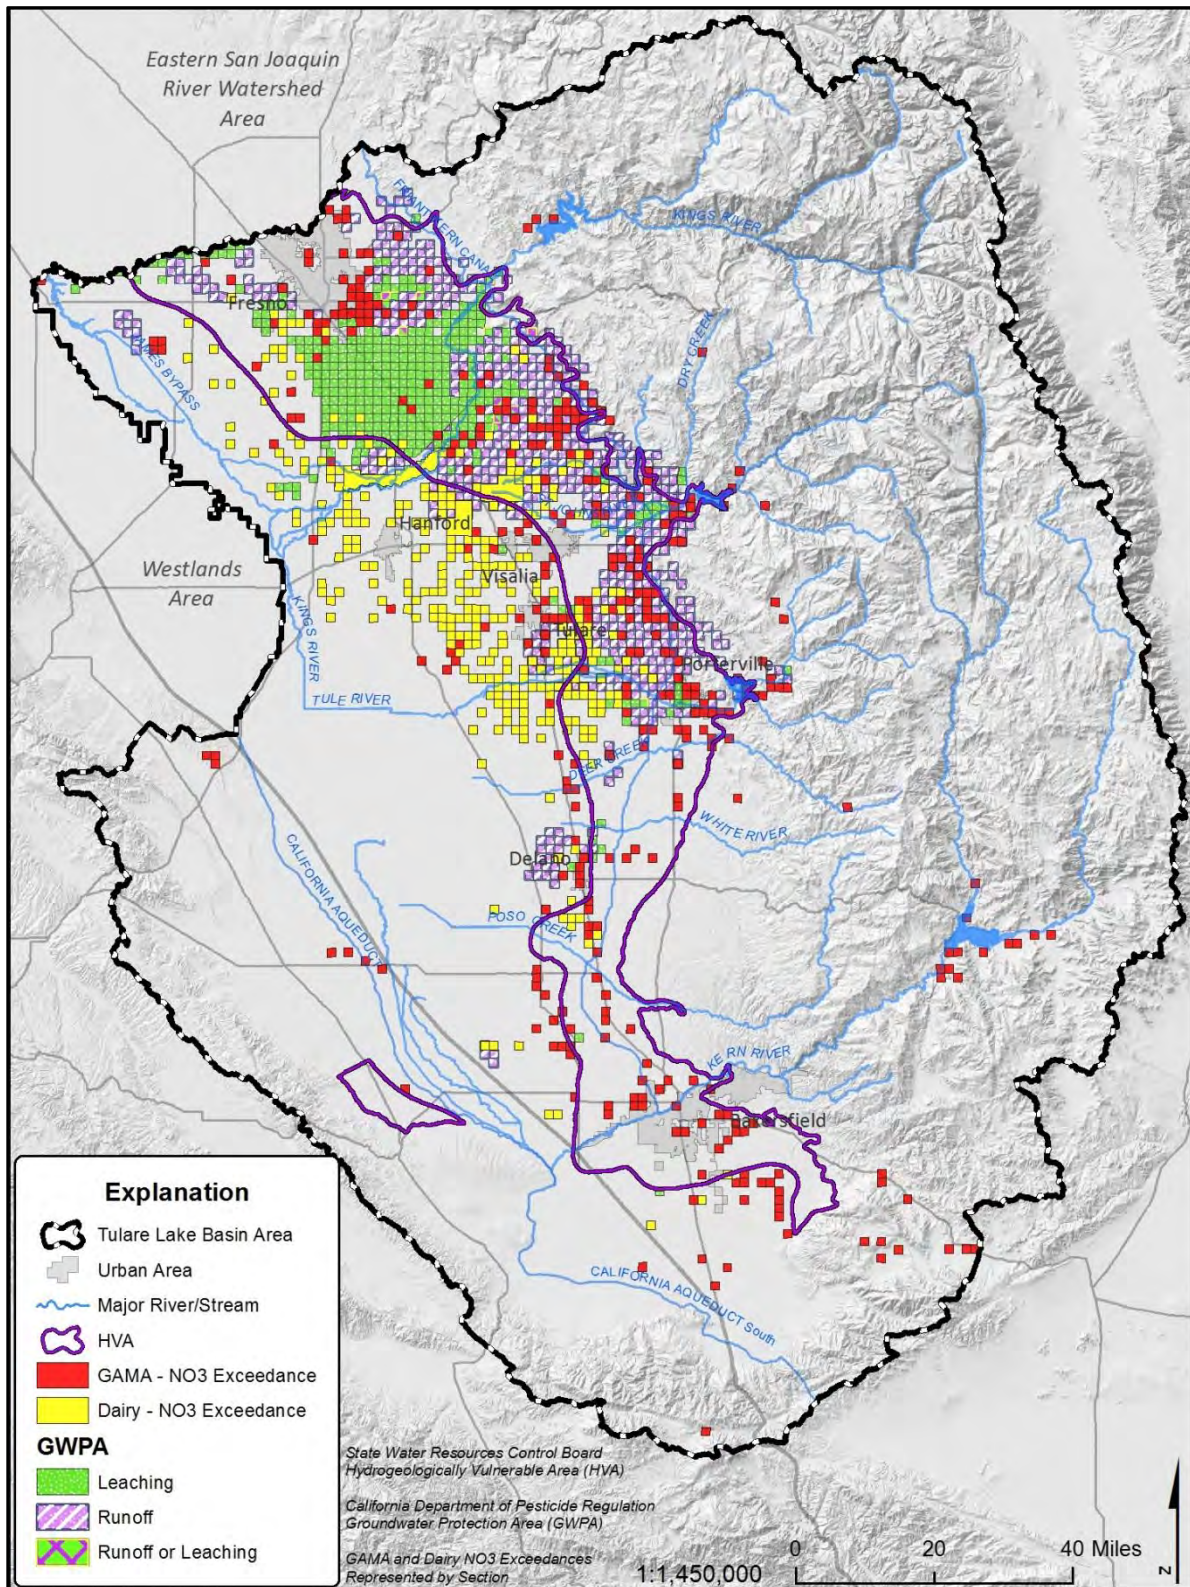 Eastern San Joaquin
River Watershed
Area
FRIANT KERN CANAL
KINGS RIVER
Fresno
JAMES BYPASS
DRY CREEK
Hanford
Visalia
Westlands
Area
KINGS RIVER
Tulare
Porterville
TULE RIVER
DEER CREEK
WHITE RIVER
Delano
CALIFORNIA AQUEDUCT
POSO CREEK
KERN RIVER
Bakersfield
CALIFORNIA AQUEDUCT South
Explanation
Tulare Lake Basin Area
Urban Area
Major River/Stream
HVA
GAMA - NO3 Exceedance
Dairy - NO3 Exceedance
GWPA
Leaching
Runoff
Runoff or Leaching
State Water Resources Control Board
Hydrogeologically Vulnerable Area (HVA)
California Department of Pesticide Regulation
Groundwater Protection Area (GWPA)
GAMA and Dairy NO3 Exceedances
Represented by Section
1:1,450,000
0 20 40 Miles
N